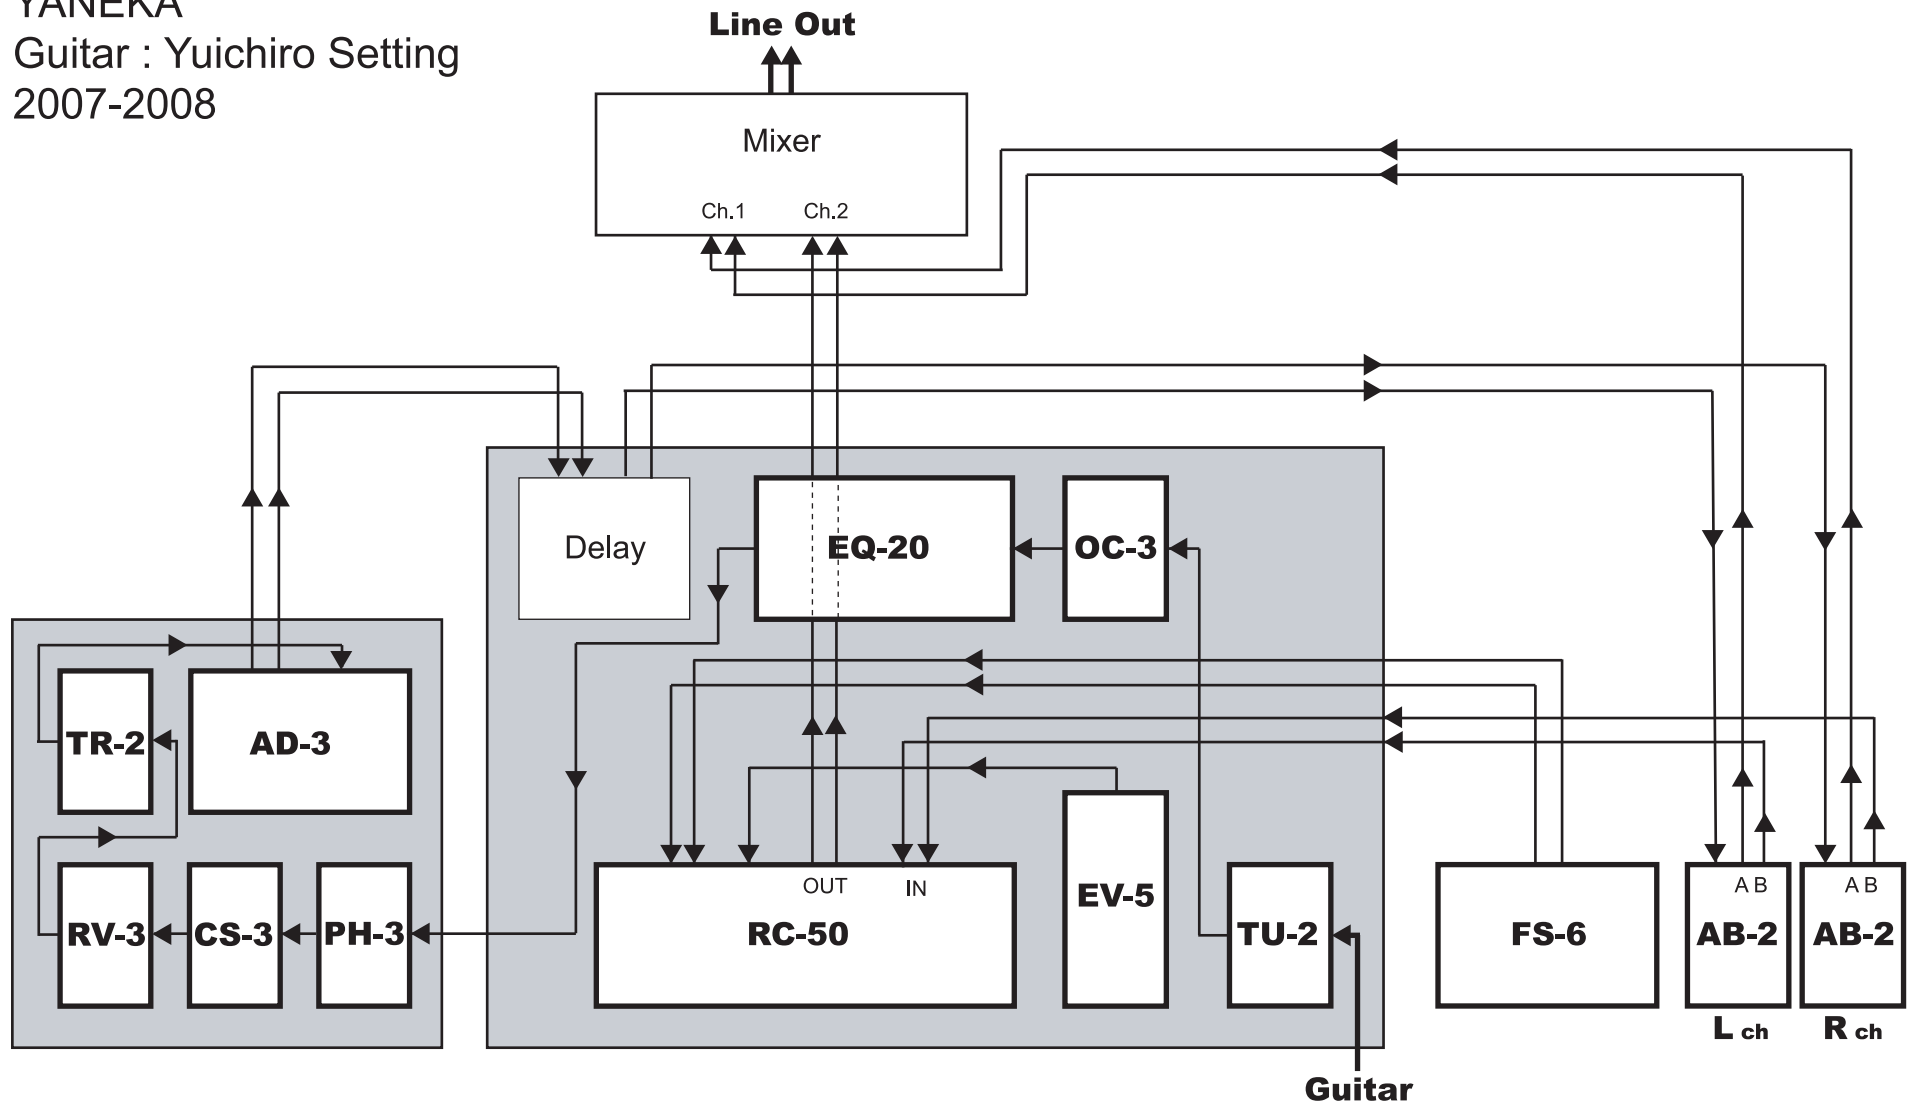 YANEKA
Guitar : Yuichiro Setting
2007-2008
Line Out
Mixer
Ch.1 Ch.2
Delay
EQ-20
OC-3
TR-2
AD-3
RV-3
CS-3
PH-3
OUT IN
RC-50
EV-5
TU-2
FS-6
A B
AB-2
L ch
A B
AB-2
R ch
Guitar